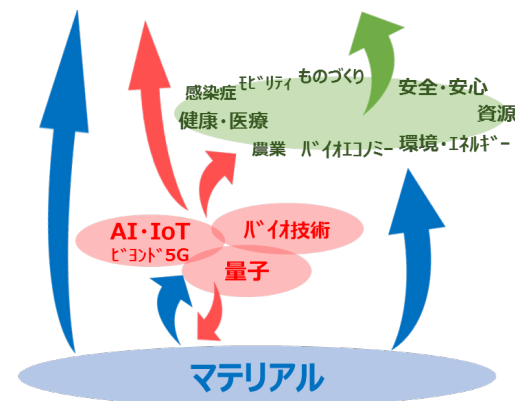 感染症 ﾓﾋﾞﾘﾃｨ ものづくり 安全・安心
健康・医療 資源
農業 ﾊﾞｲｵｴｺﾉﾐｰ 環境・ｴﾈﾙｷﾞｰ
AI・IoT ﾊﾞｲｵ技術
ﾋﾞﾖﾝﾄﾞ5G
量子
マテリアル